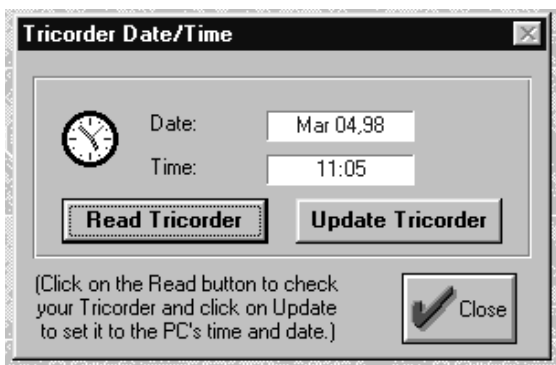 Tricorder Date/Time
Date: Mar 04,98
Time: 11:05
Read Tricorder Update Tricorder
(Click on the Read button to check
your Tricorder and click on Update
to set it to the PC's time and date.)
Close